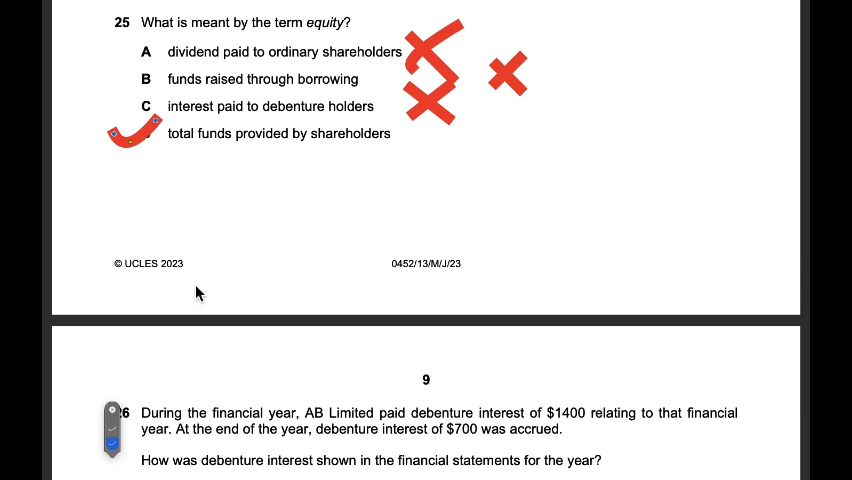 25 What is meant by the term equity?
A dividend paid to ordinary shareholders
B funds raised through borrowing
C interest paid to debenture holders
total funds provided by shareholders
© UCLES 2023 0452/13/M/J/23
9
26 During the financial year, AB Limited paid debenture interest of $1400 relating to that financial
year. At the end of the year, debenture interest of $700 was accrued.
How was debenture interest shown in the financial statements for the year?